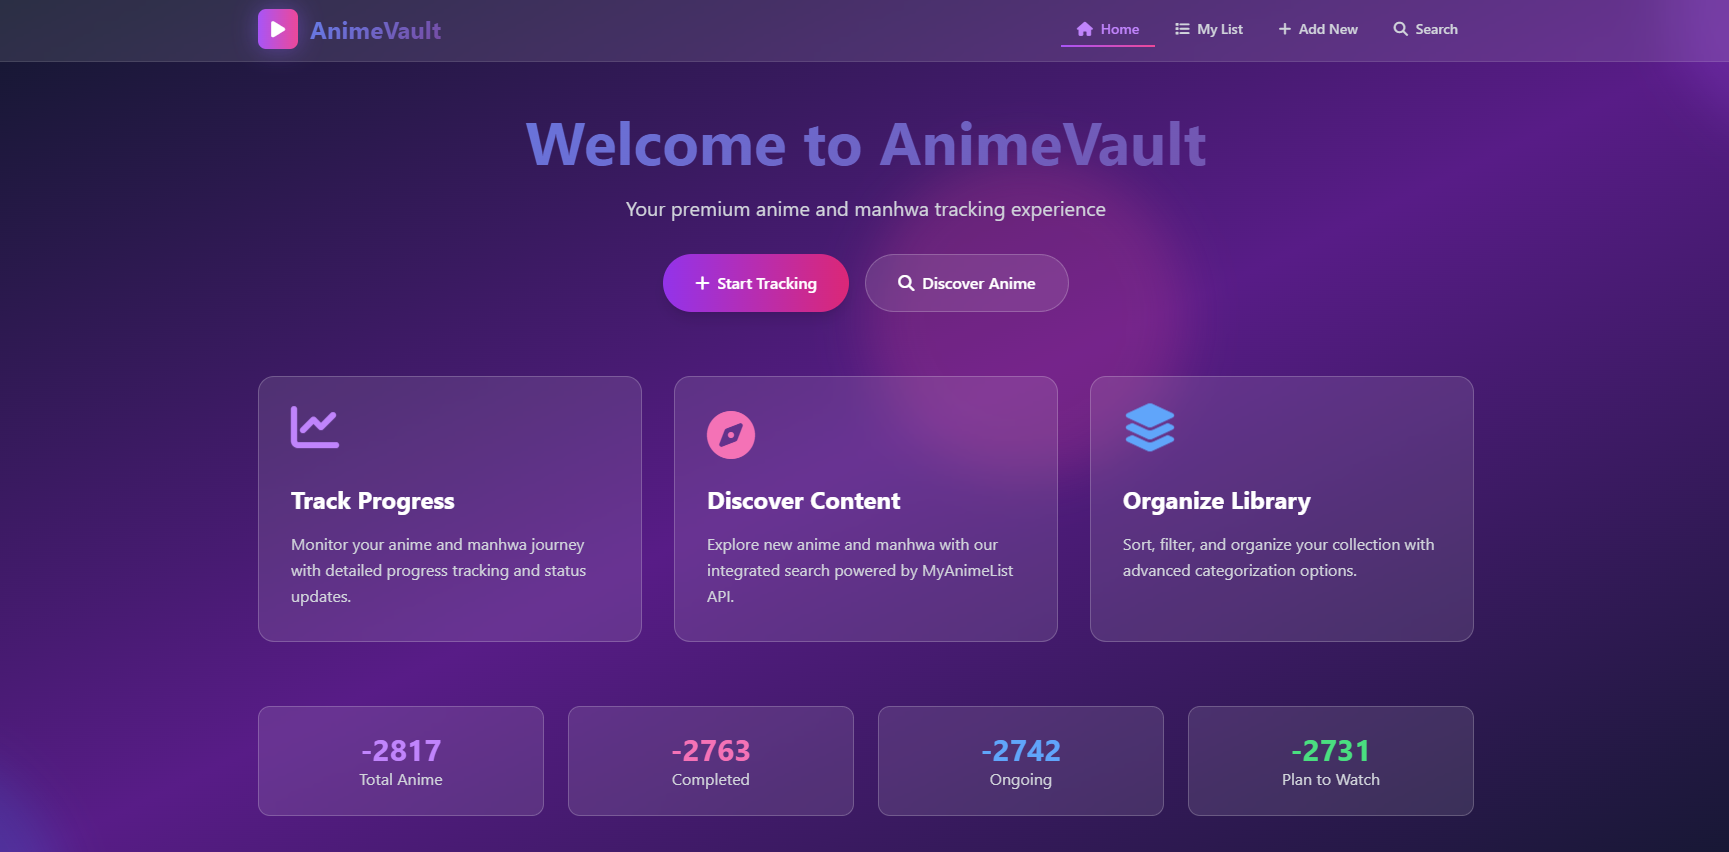 AnimeVault
Home
My List
Add New
Search
Welcome to AnimeVault
Your premium anime and manhwa tracking experience
Start Tracking
Discover Anime
Track Progress
Monitor your anime and manhwa journey
with detailed progress tracking and status
updates.
Discover Content
Explore new anime and manhwa with our
integrated search powered by MyAnimeList
API.
Organize Library
Sort, filter, and organize your collection with
advanced categorization options.
-2817
Total Anime
-2763
Completed
-2742
Ongoing
-2731
Plan to Watch